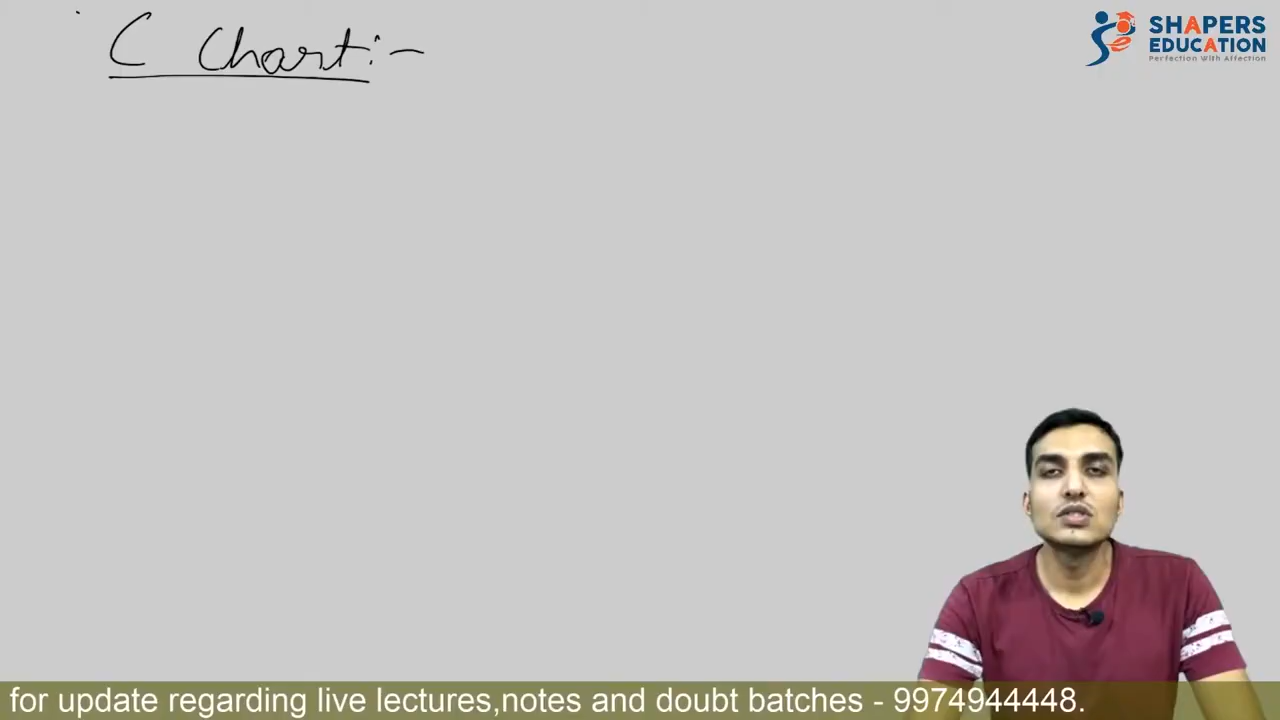 C Chart:-
SHAPERS
EDUCATION
Perfection With Affection
for update regarding live lectures,notes and doubt batches - 9974944448.